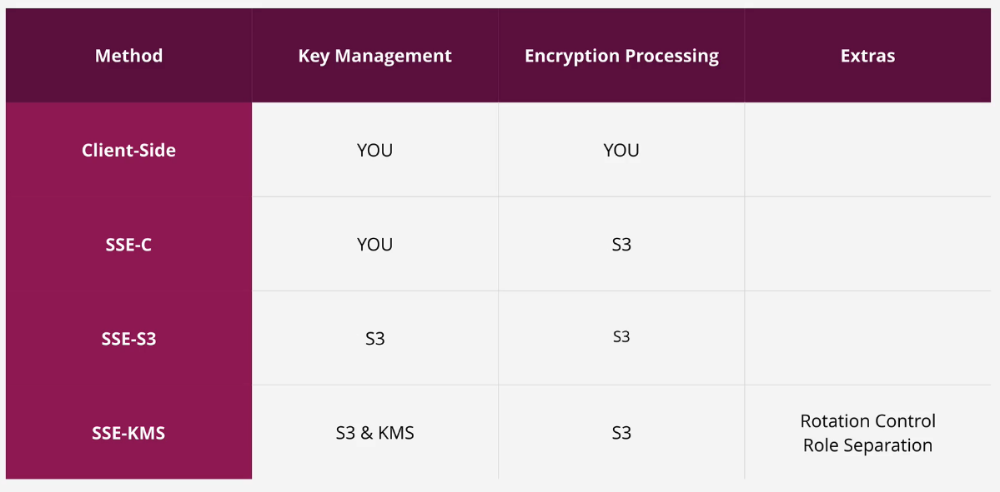 Method Key Management Encryption Processing Extras
Client-Side YOU YOU
SSE-C YOU S3
SSE-S3 S3 S3
SSE-KMS S3 & KMS S3 Rotation Control
Role Separation